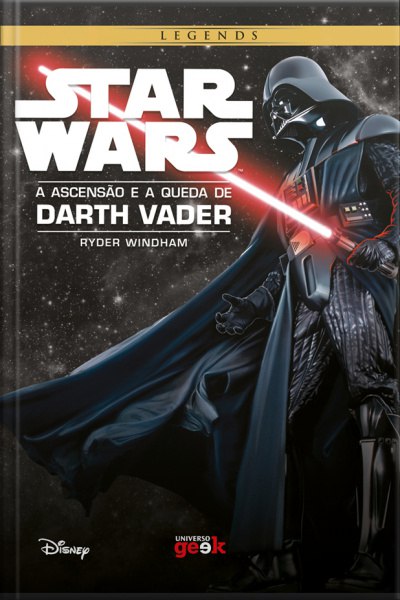 LEGENDS
STAR
WARS
A ASCENSÃO E A QUEDA DE
DARTH VADER
RYDER WINDHAM
Disney
UNIVERSO
geek